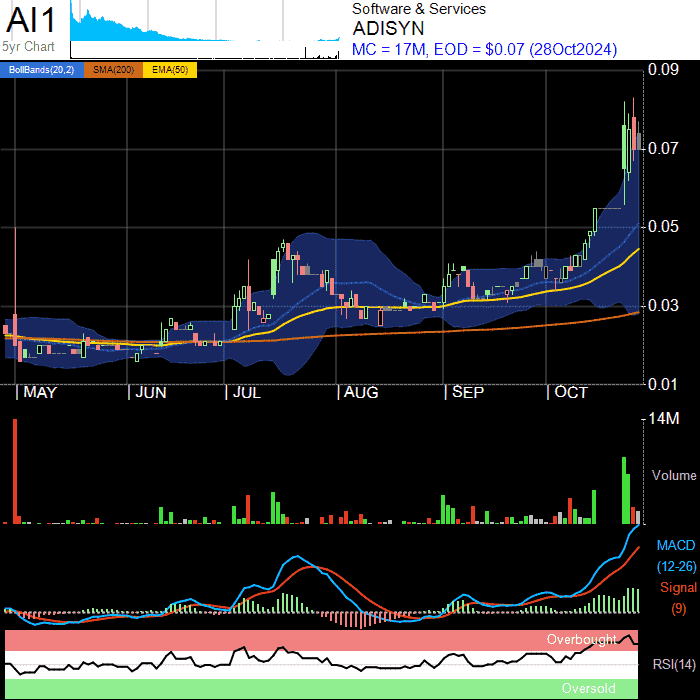 AI1
5yr Chart
Software & Services
ADISYN
MC = 17M, EOD = $0.07 (28Oct2024)
BollBands(20,2) SMA(200) EMA(50)
0.09
0.07
0.05
0.03
0.01
MAY JUN JUL AUG SEP OCT
14M
Volume
MACD
(12-26)
Signal
(9)
Overbought
RSI(14)
Oversold